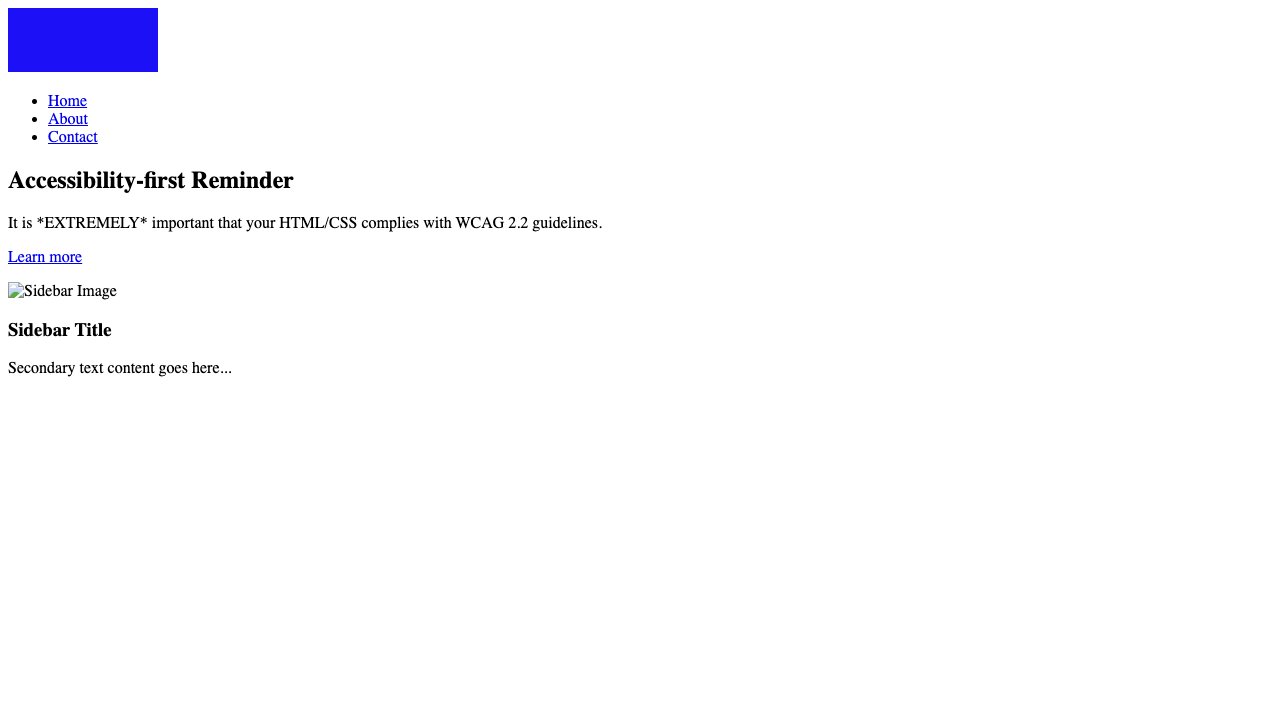 Home
About
Contact
Accessibility-first Reminder
It is *EXTREMELY* important that your HTML/CSS complies with WCAG 2.2 guidelines.
Learn more
Sidebar Image
Sidebar Title
Secondary text content goes here...